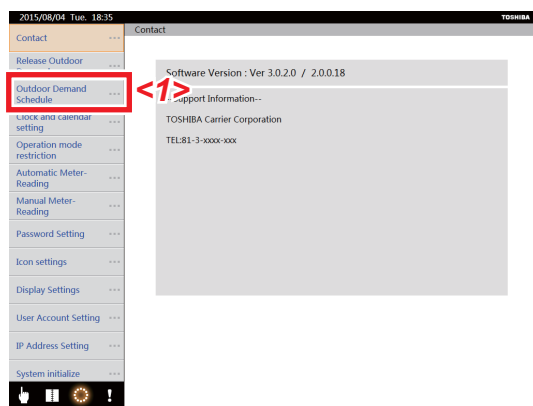 2015/08/04 Tue. 18:35
TOSHIBA
Contact
Contact
Release Outdoor
Outdoor Demand
Schedule
<1>
Clock and calendar
setting
Operation mode
restriction
Automatic Meter-
Reading
Manual Meter-
Reading
Password Setting
Icon settings
Display Settings
User Account Setting
IP Address Setting
System initialize
Software Version : Ver 3.0.2.0 / 2.0.0.18
Support Information--
TOSHIBA Carrier Corporation
TEL:81-3-xxxx-xxx